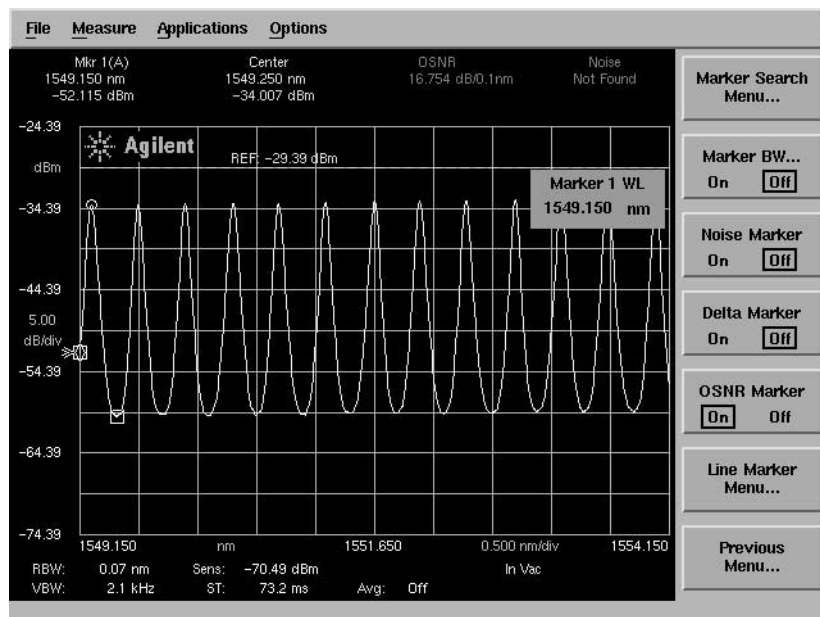 File Measure Applications Options
Mkr 1(A) Center OSNR Noise
1549.150 nm 1549.250 nm 16.754 dB/0.1nm Not Found
-52.115 dBm -34.007 dBm
-24.39
Agilent
REF: -29.39 dBm
dBm
Marker 1 WL
1549.150 nm
-34.39
-44.39
5.00
dB/div
-54.39
-64.39
-74.39
1549.150 nm 1551.650 0.500 nm/div 1554.150
RBW: 0.07 nm Sens: -70.49 dBm In Vac
VBW: 2.1 kHz ST: 73.2 ms Avg: Off
Marker Search
Menu...
Marker BW...
On Off
Noise Marker
On Off
Delta Marker
On Off
OSNR Marker
On Off
Line Marker
Menu...
Previous
Menu...